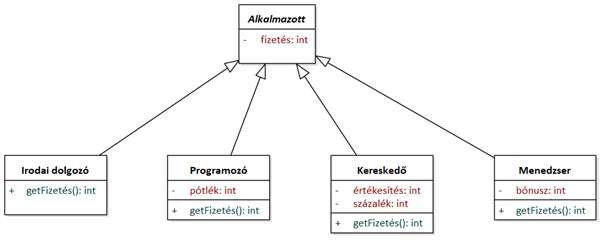 Alkalmazott
- fizetés: int
Irodai dolgozó
+ getFizetés(): int
Programozó
- pótlék: int
+ getFizetés(): int
Kereskedő
- értékesítés: int
- százalék: int
+ getFizetés(): int
Menedzser
- bónusz: int
+ getFizetés(): int